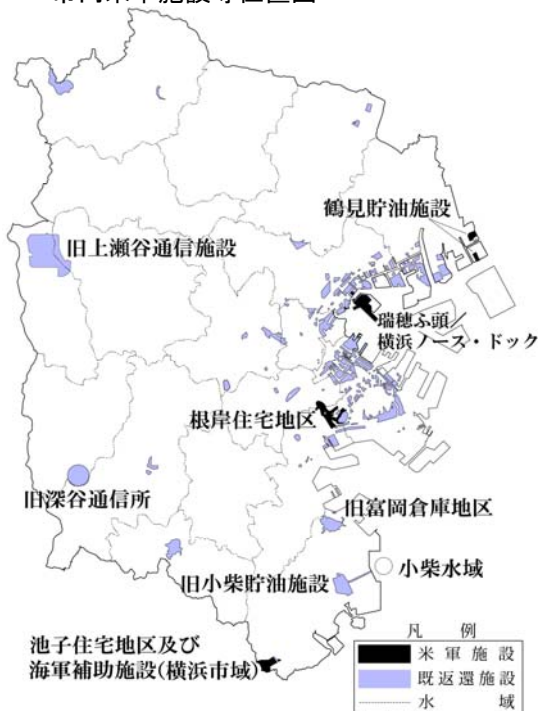 鶴見貯油施設
旧上瀬谷通信施設
瑞穂ふ頭／
横浜ノース・ドック
根岸住宅地区
旧深谷通信所
旧富岡倉庫地区
小柴水域
旧小柴貯油施設
池子住宅地区及び
海軍補助施設(横浜市域)
凡 例
米軍施設
既返還施設
水域